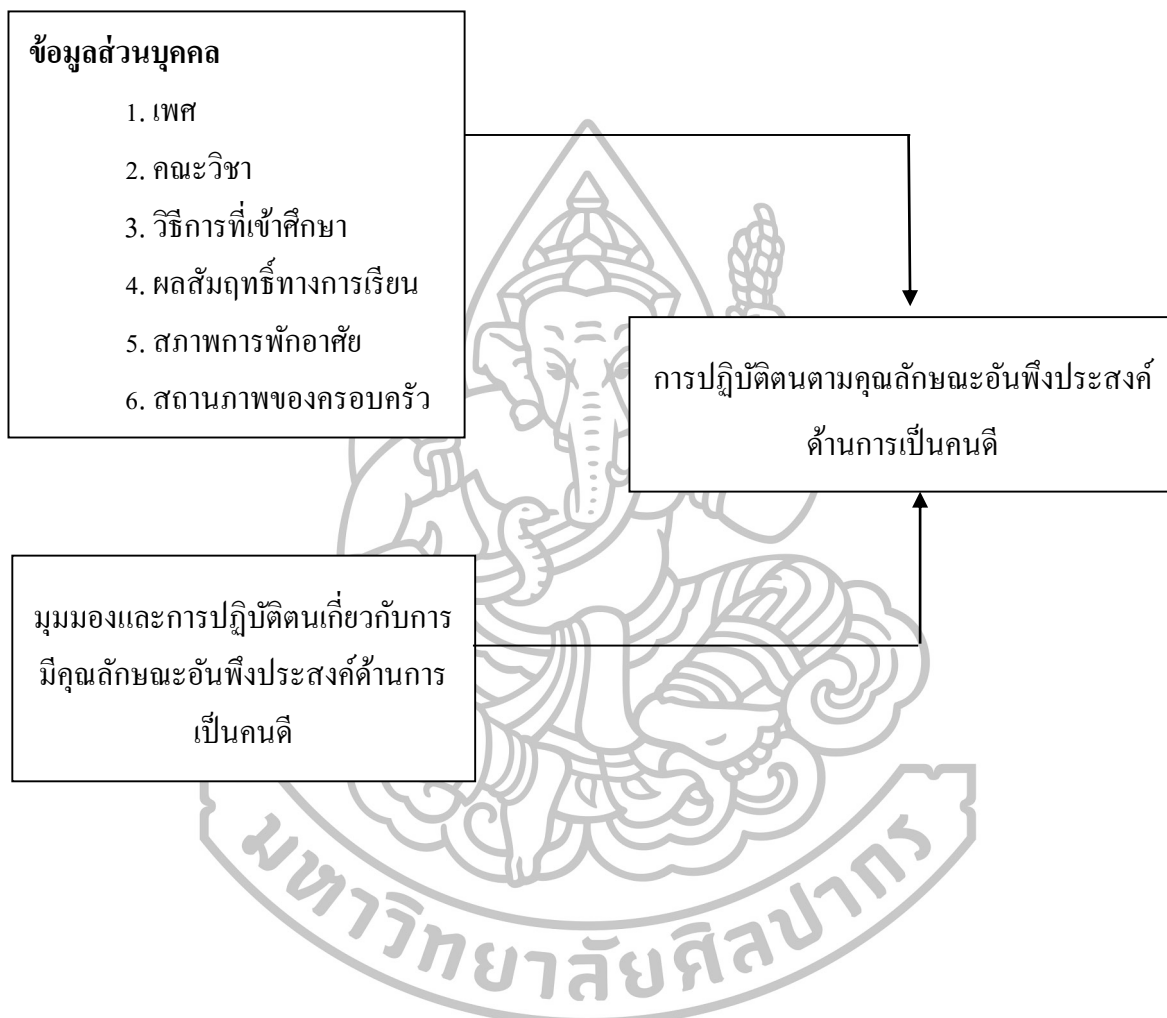 ข้อมูลส่วนบุคคล
1. เพศ
2. คณะวิชา
3. วิธีการที่เข้าศึกษา
4. ผลสัมฤทธิ์ทางการเรียน
5. สภาพการพักอาศัย
6. สถานภาพของครอบครัว
การปฏิบัติตนตามคุณลักษณะอันพึงประสงค์
ด้านการเป็นคนดี
มุมมองและการปฏิบัติตนเกี่ยวกับการ
มีคุณลักษณะอันพึงประสงค์ด้านการ
เป็นคนดี
มหาวิทยาลัยศิลปากร